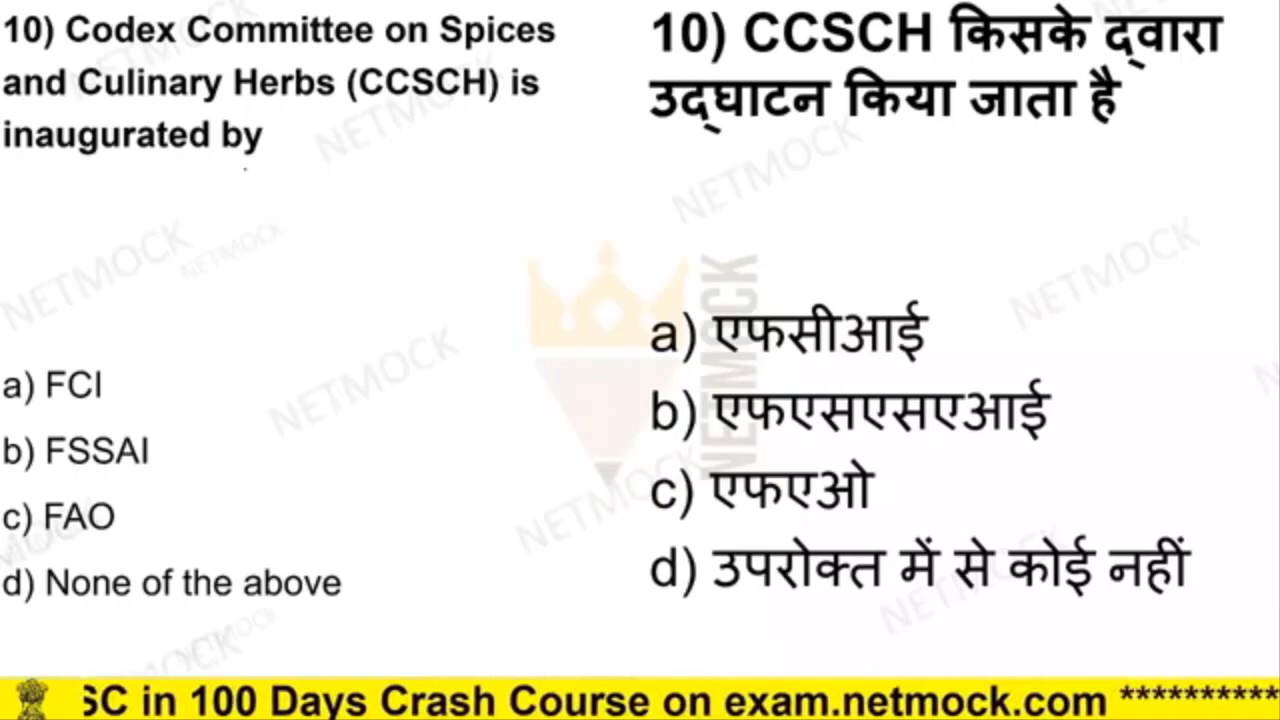 10) Codex Committee on Spices
and Culinary Herbs (CCSCH) is
inaugurated by
a) FCI
b) FSSAI
c) FAO
d) None of the above
10) CCSCH किसके द्वारा
उद्घाटन किया जाता है
a) एफसीआई
b) एफएसएसएआई
c) एफएओ
d) उपरोक्त में से कोई नहीं
NETMOCK
SC in 100 Days Crash Course on exam.netmock.com **********